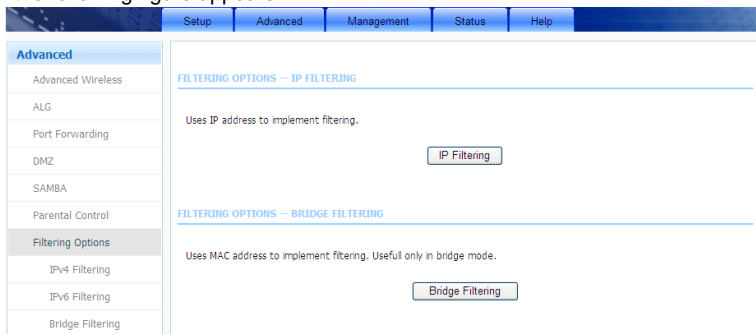 Setup Advanced Management Status Help
Advanced
Advanced Wireless
ALG
Port Forwarding
DMZ
SAMBA
Parental Control
Filtering Options
IPv4 Filtering
IPv6 Filtering
Bridge Filtering
FILTERING OPTIONS -- IP FILTERING
Uses IP address to implement filtering.
IP Filtering
FILTERING OPTIONS -- BRIDGE FILTERING
Uses MAC address to implement filtering. Usefull only in bridge mode.
Bridge Filtering